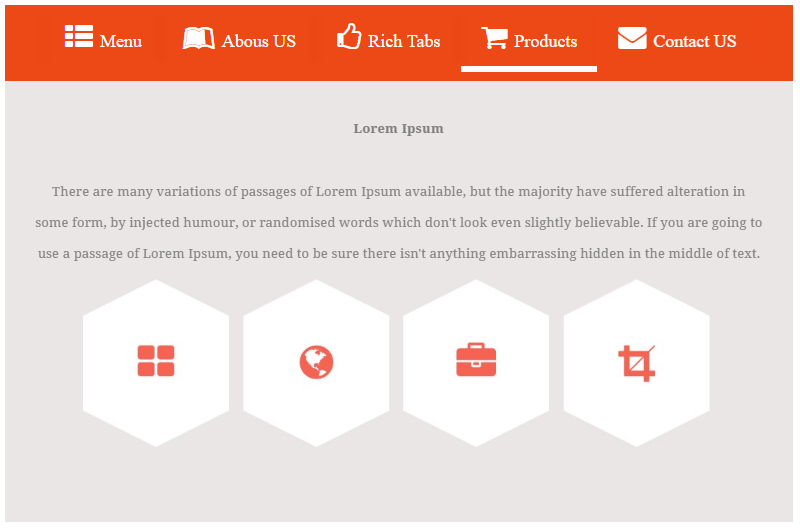 Menu Abous US Rich Tabs Products Contact US
Lorem Ipsum
There are many variations of passages of Lorem Ipsum available, but the majority have suffered alteration in
some form, by injected humour, or randomised words which don't look even slightly believable. If you are going to
use a passage of Lorem Ipsum, you need to be sure there isn't anything embarrassing hidden in the middle of text.